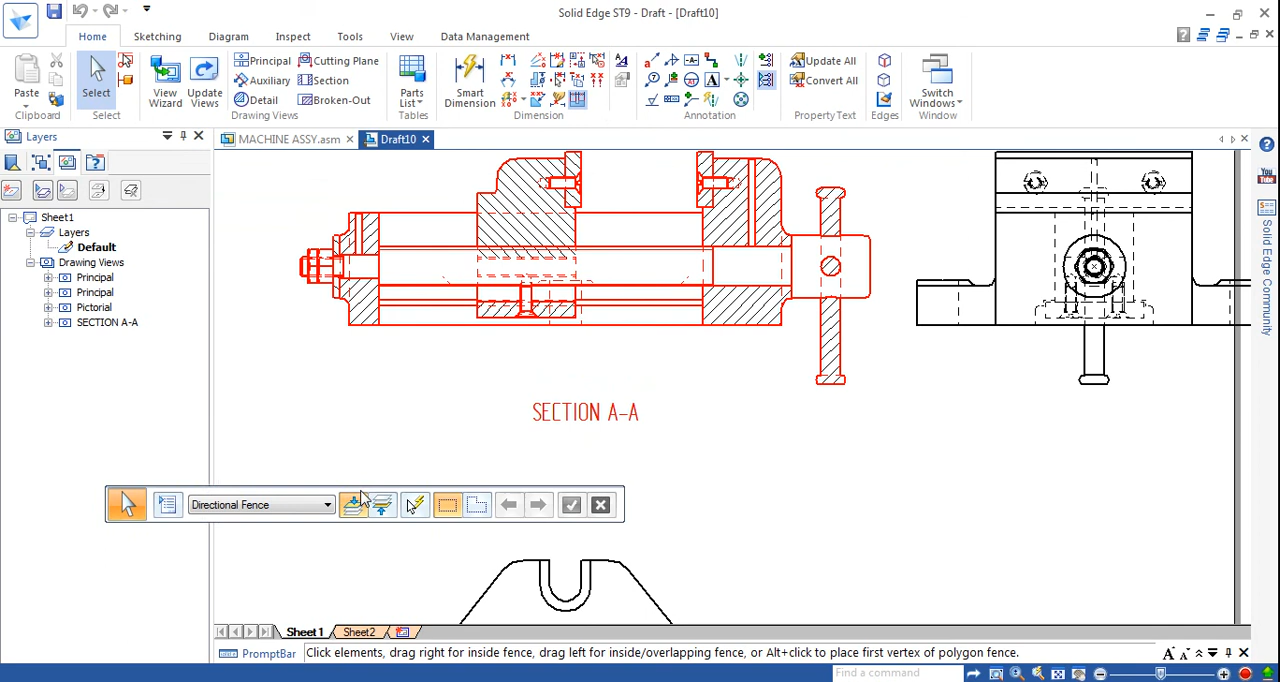 Solid Edge ST9 - Draft - [Draft10]
Home Sketching Diagram Inspect Tools View Data Management
Paste
Clipboard
Select
Select
View Wizard
Update Views
Principal
Auxiliary
Detail
Cutting Plane
Section
Broken-Out
Drawing Views
Parts List
Tables
Smart Dimension
Dimension
A
Annotation
Update All
Convert All
Property Text
Edges
Switch Windows
Window
Layers
MACHINE ASSY.asm
Draft10
Sheet1
Layers
Default
Drawing Views
Principal
Principal
Pictorial
SECTION A-A
SECTION A-A
Directional Fence
Sheet1 Sheet2
PromptBar
Click elements, drag right for inside fence, drag left for inside/overlapping fence, or Alt+click to place first vertex of polygon fence.
Find a command
You Tube
Solid Edge Community